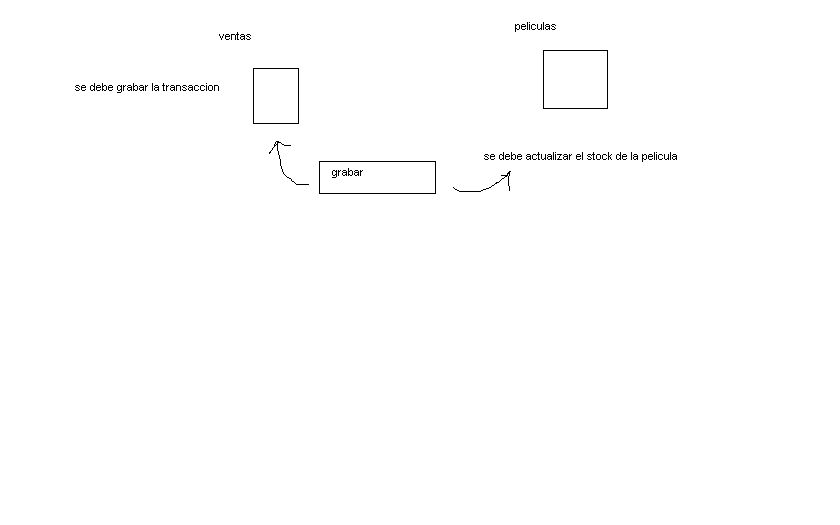 ventas
peliculas
se debe grabar la transaccion
se debe actualizar el stock de la pelicula
grabar